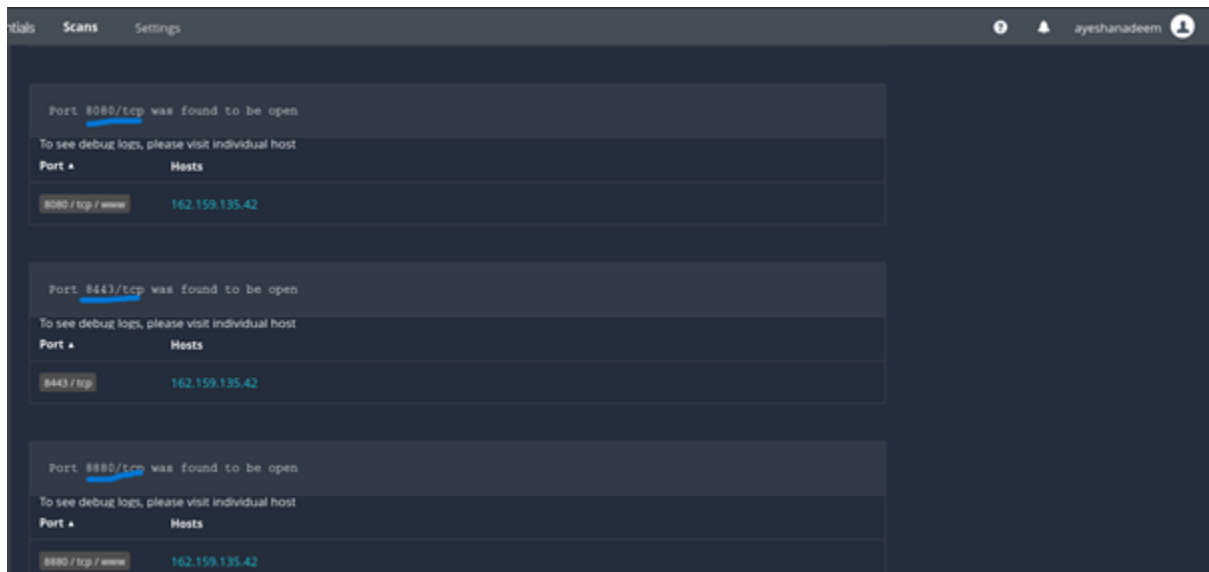 ntials Scans Settings ayeshanadeem
Port 8080/tcp was found to be open
To see debug logs, please visit individual host
Port Hosts
8080 / tcp / www 162.159.135.42
Port 8443/tcp was found to be open
To see debug logs, please visit individual host
Port Hosts
8443 / tcp 162.159.135.42
Port 8880/tcp was found to be open
To see debug logs, please visit individual host
Port Hosts
8880 / tcp / www 162.159.135.42